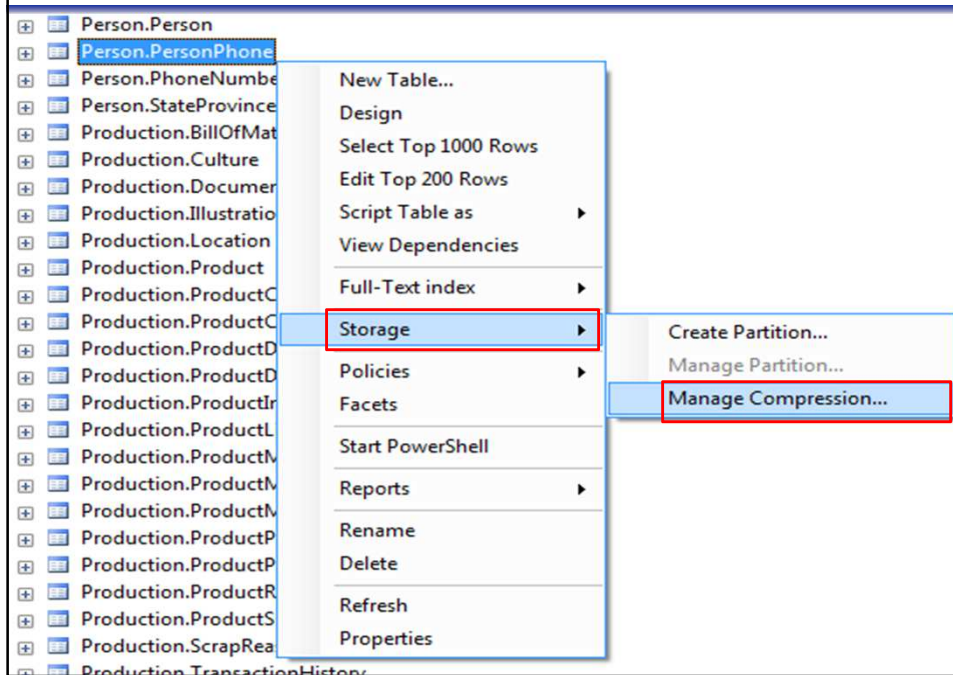 Person.Person
Person.PersonPhone
Person.PhoneNumbe
Person.StateProvince
Production.BillOfMat
Production.Culture
Production.Documer
Production.Illustratio
Production.Location
Production.Product
Production.ProductC
Production.ProductC
Production.ProductD
Production.ProductD
Production.ProductIr
Production.ProductL
Production.ProductM
Production.ProductM
Production.ProductM
Production.ProductP
Production.ProductP
Production.ProductR
Production.ProductS
Production.ScrapRea
Production.TransactionHistory
New Table...
Design
Select Top 1000 Rows
Edit Top 200 Rows
Script Table as
View Dependencies
Full-Text index
Storage
Policies
Facets
Start PowerShell
Reports
Rename
Delete
Refresh
Properties
Create Partition...
Manage Partition...
Manage Compression...